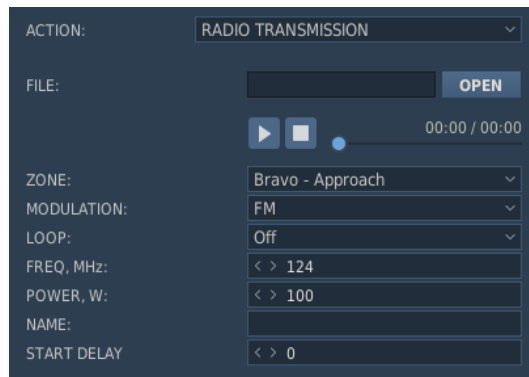 ACTION: RADIO TRANSMISSION
FILE: OPEN
00:00 / 00:00
ZONE: Bravo - Approach
MODULATION: FM
LOOP: Off
FREQ, MHz: < > 124
POWER, W: < > 100
NAME:
START DELAY < > 0